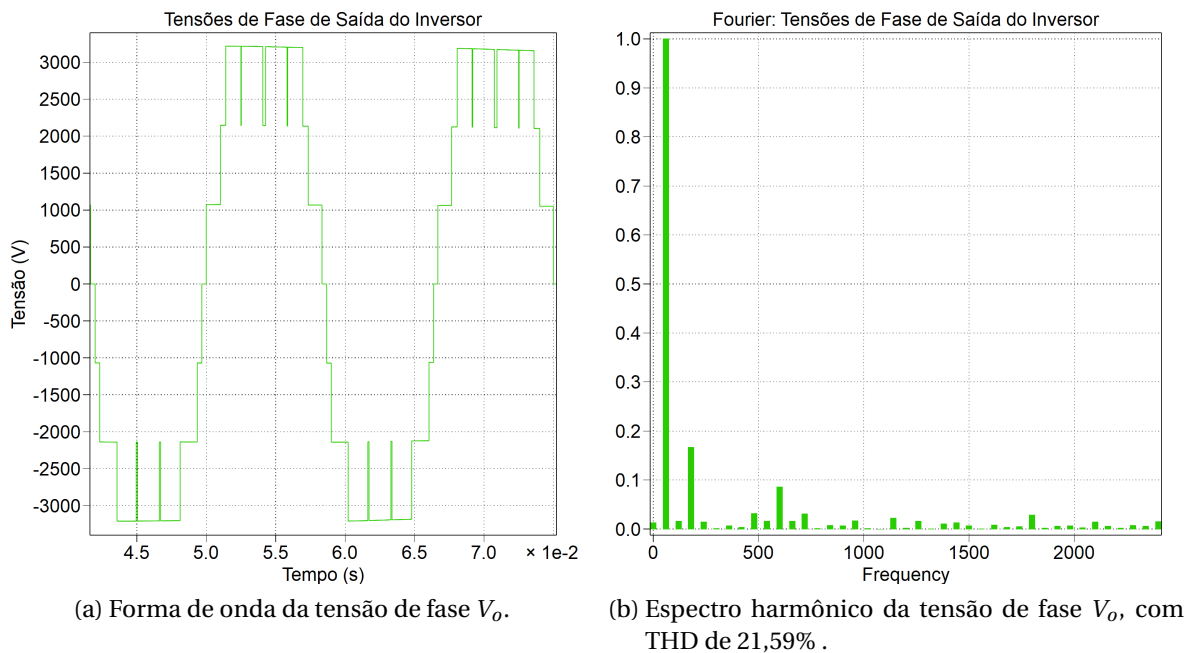 Tensões de Fase de Saída do Inversor
3000
2500
2000
1500
1000
500
0
-500
-1000
-1500
-2000
-2500
-3000
Tensão (V)
4.5 5.0 5.5 6.0 6.5 7.0 × 1e-2
Tempo (s)
(a) Forma de onda da tensão de fase Vₒ.
Fourier: Tensões de Fase de Saída do Inversor
1.0
0.9
0.8
0.7
0.6
0.5
0.4
0.3
0.2
0.1
0.0
0 500 1000 1500 2000
Frequency
(b) Espectro harmônico da tensão de fase Vₒ, com
THD de 21,59% .